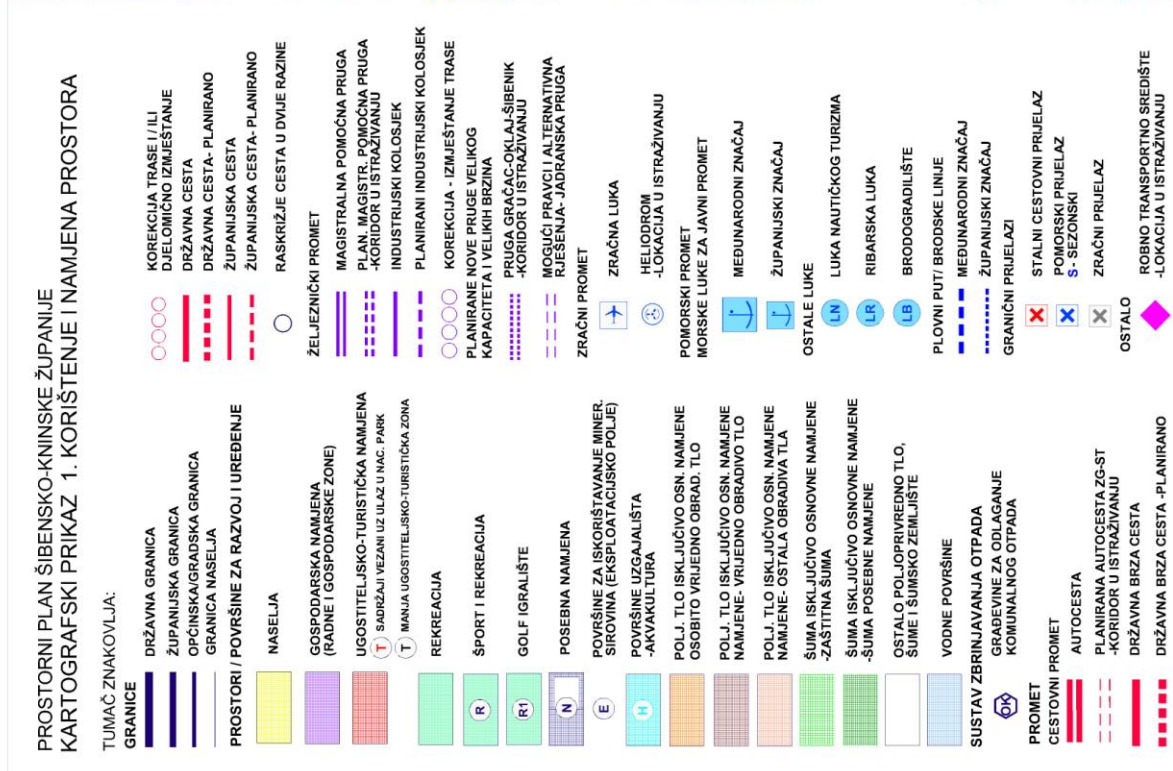 PROSTORNI PLAN ŠIBENSKO-KNINSKE ŽUPANIJE
KARTOGRAFSKI PRIKAZ 1. KORIŠTENJE I NAMJENA PROSTORA
TUMAČ ZNAKOVLJA:
GRANICE
DRŽAVNA GRANICA
ŽUPANIJSKA GRANICA
OPĆINSKA/GRADSKA GRANICA
GRANICA NASELJA
PROSTORI / POVRŠINE ZA RAZVOJ I UREĐENJE
NASELJA
GOSPODARSKA NAMJENA
(RADNE I GOSPODARSKE ZONE)
UGOSTITELJSKO-TURISTIČKA NAMJENA
T SADRŽAJI VEZANI UZ ULAZ U NAC. PARK
T MANJA UGOSTITELJSKO-TURISTIČKA ZONA
REKREACIJA
R ŠPORT I REKREACIJA
R1 GOLF IGRALIŠTE
N POSEBNA NAMJENA
E POVRŠINE ZA ISKORIŠTAVANJE MINER.
SIROVINA (EKSPLOATACIJSKO POLJE)
H POVRŠINE UZGAJALIŠTA
-AKVAKULTURA
POLJ. TLO ISKLJUČIVO OSN. NAMJENE
OSOBITO VRIJEDNO OBRAD. TLO
POLJ. TLO ISKLJUČIVO OSN. NAMJENE
NAMJENE- VRIJEDNO OBRADIVO TLO
POLJ. TLO ISKLJUČIVO OSN. NAMJENE
NAMJENE- OSTALA OBRADIVA TLA
ŠUMA ISKLJUČIVO OSNOVNE NAMJENE
-ZAŠTITNA ŠUMA
ŠUMA ISKLJUČIVO OSNOVNE NAMJENE
-ŠUMA POSEBNE NAMJENE
OSTALO POLJOPRIVREDNO TLO,
ŠUME I ŠUMSKO ZEMLJIŠTE
VODNE POVRŠINE
SUSTAV ZBRINJAVANJA OTPADA
OK GRAĐEVINE ZA ODLAGANJE
KOMUNALNOG OTPADA
PROMET
CESTOVNI PROMET
AUTOCESTA
PLANIRANA AUTOCESTA ZG-ST
-KORIDOR U ISTRAŽIVANJU
DRŽAVNA BRZA CESTA
DRŽAVNA BRZA CESTA -PLANIRANO
KOREKCIJA TRASE I / ILI
DJELOMIČNO IZMJEŠTANJE
DRŽAVNA CESTA
DRŽAVNA CESTA- PLANIRANO
ŽUPANIJSKA CESTA
ŽUPANIJSKA CESTA- PLANIRANO
RASKRIŽJE CESTA U DVIJE RAZINE
ŽELJEZNIČKI PROMET
MAGISTRALNA POMOĆNA PRUGA
PLAN. MAGISTR. POMOĆNA PRUGA
-KORIDOR U ISTRAŽIVANJU
INDUSTRIJSKI KOLOSJEK
PLANIRANI INDUSTRIJSKI KOLOSJEK
KOREKCIJA - IZMJEŠTANJE TRASE
PLANIRANE NOVE PRUGE VELIKOG
KAPACITETA I VELIKIH BRZINA
PRUGA GRAČAC-OKLAJ-ŠIBENIK
-KORIDOR U ISTRAŽIVANJU
MOGUĆI PRAVCI I ALTERNATIVNA
RJEŠENJA- JADRANSKA PRUGA
ZRAČNI PROMET
ZRAČNA LUKA
HELIODROM
-LOKACIJA U ISTRAŽIVANJU
POMORSKI PROMET
MORSKE LUKE ZA JAVNI PROMET
MEĐUNARODNI ZNAČAJ
ŽUPANIJSKI ZNAČAJ
OSTALE LUKE
LN LUKA NAUTIČKOG TURIZMA
LR RIBARSKA LUKA
LB BRODOGRADILIŠTE
PLOVNI PUT/ BRODSKE LINIJE
MEĐUNARODNI ZNAČAJ
ŽUPANIJSKI ZNAČAJ
GRANIČNI PRIJELAZI
STALNI CESTOVNI PRIJELAZ
POMORSKI PRIJELAZ
S - SEZONSKI
ZRAČNI PRIJELAZ
OSTALO
ROBNO TRANSPORTNO SREDIŠTE
-LOKACIJA U ISTRAŽIVANJU